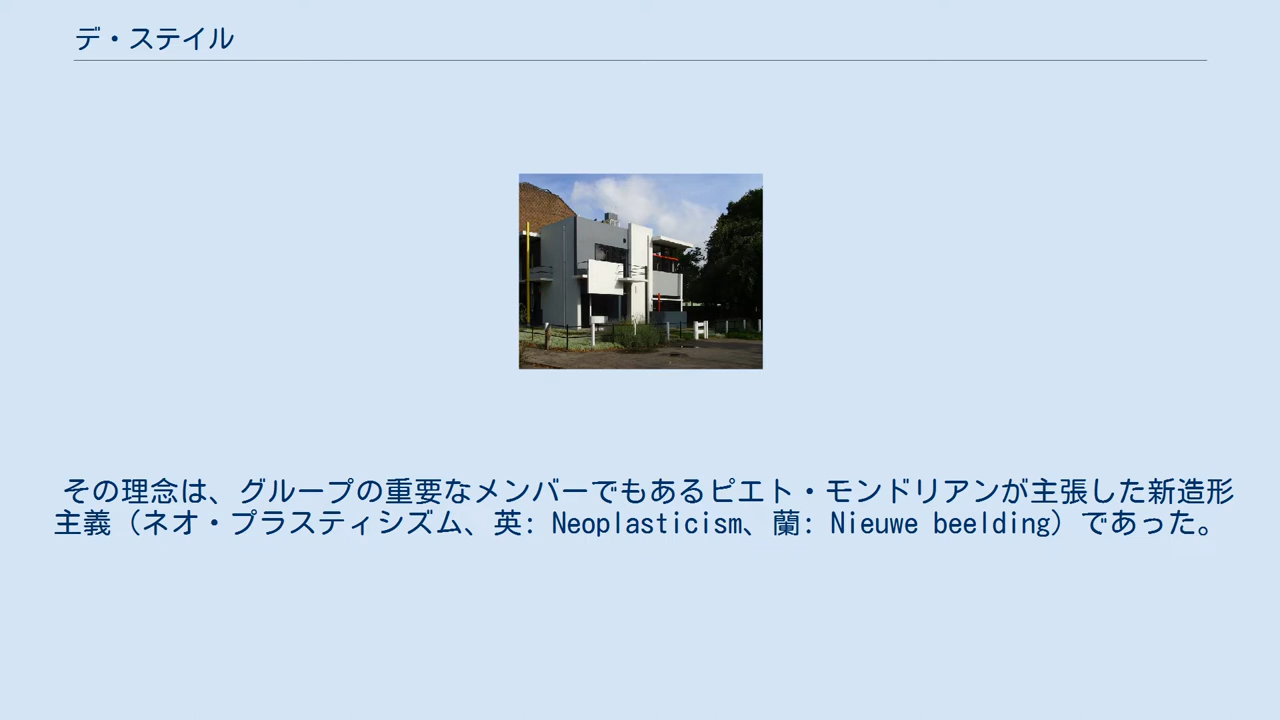 デ・ステイル
その理念は、グループの重要なメンバーでもあるピエト・モンドリアンが主張した新造形
主義（ネオ・プラスティシズム、英: Neoplasticism、蘭: Nieuwe beelding）であった。